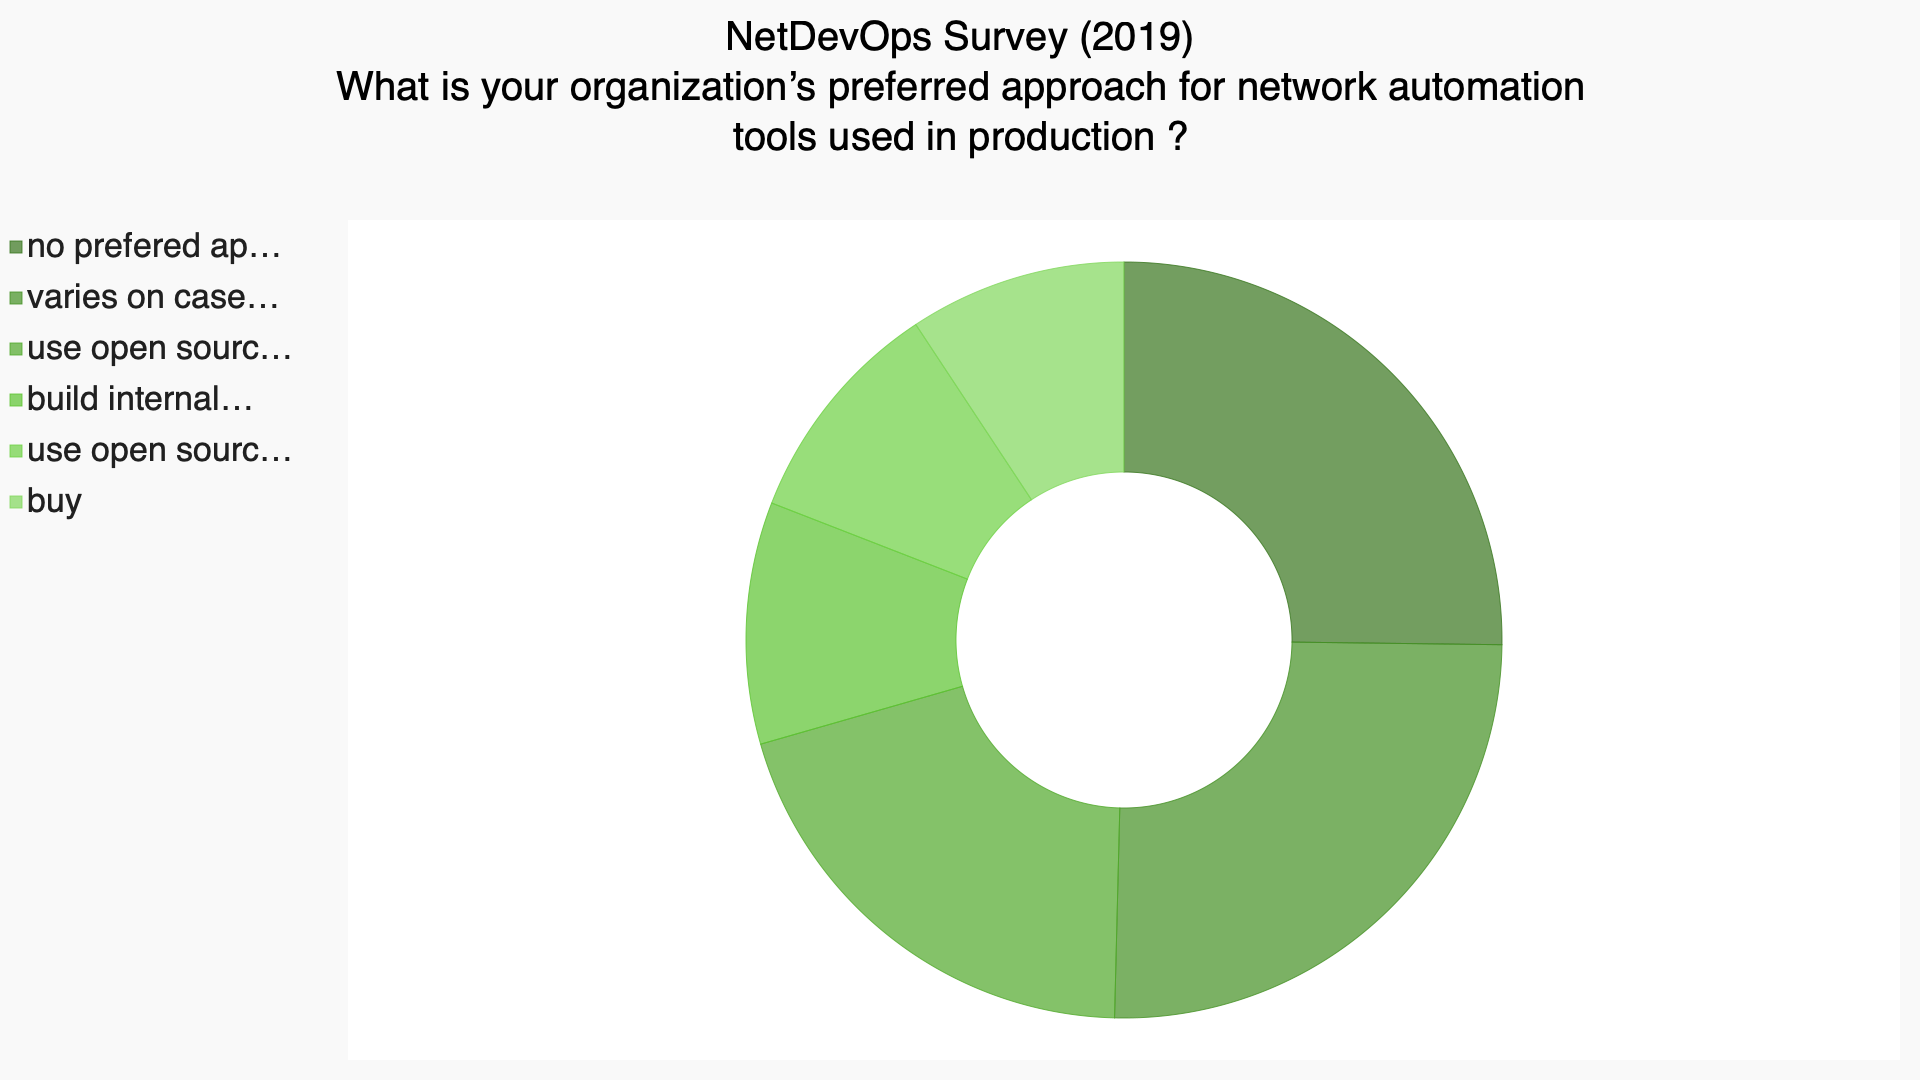 NetDevOps Survey (2019)
What is your organization’s preferred approach for network automation
tools used in production ?
no prefered ap…
varies on case…
use open sourc…
build internal…
use open sourc…
buy